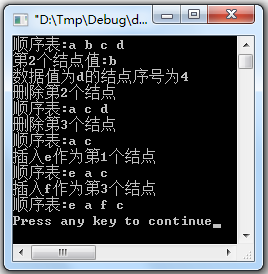 "D:\Tmp\Debug\d...
顺序表:a b c d
第2个结点值:b
数据值为d的结点序号为4
删除第2个结点
顺序表:a c d
删除第3个结点
顺序表:a c
插入e作为第1个结点
顺序表:e a c
插入f作为第3个结点
顺序表:e a f c
Press any key to continue_